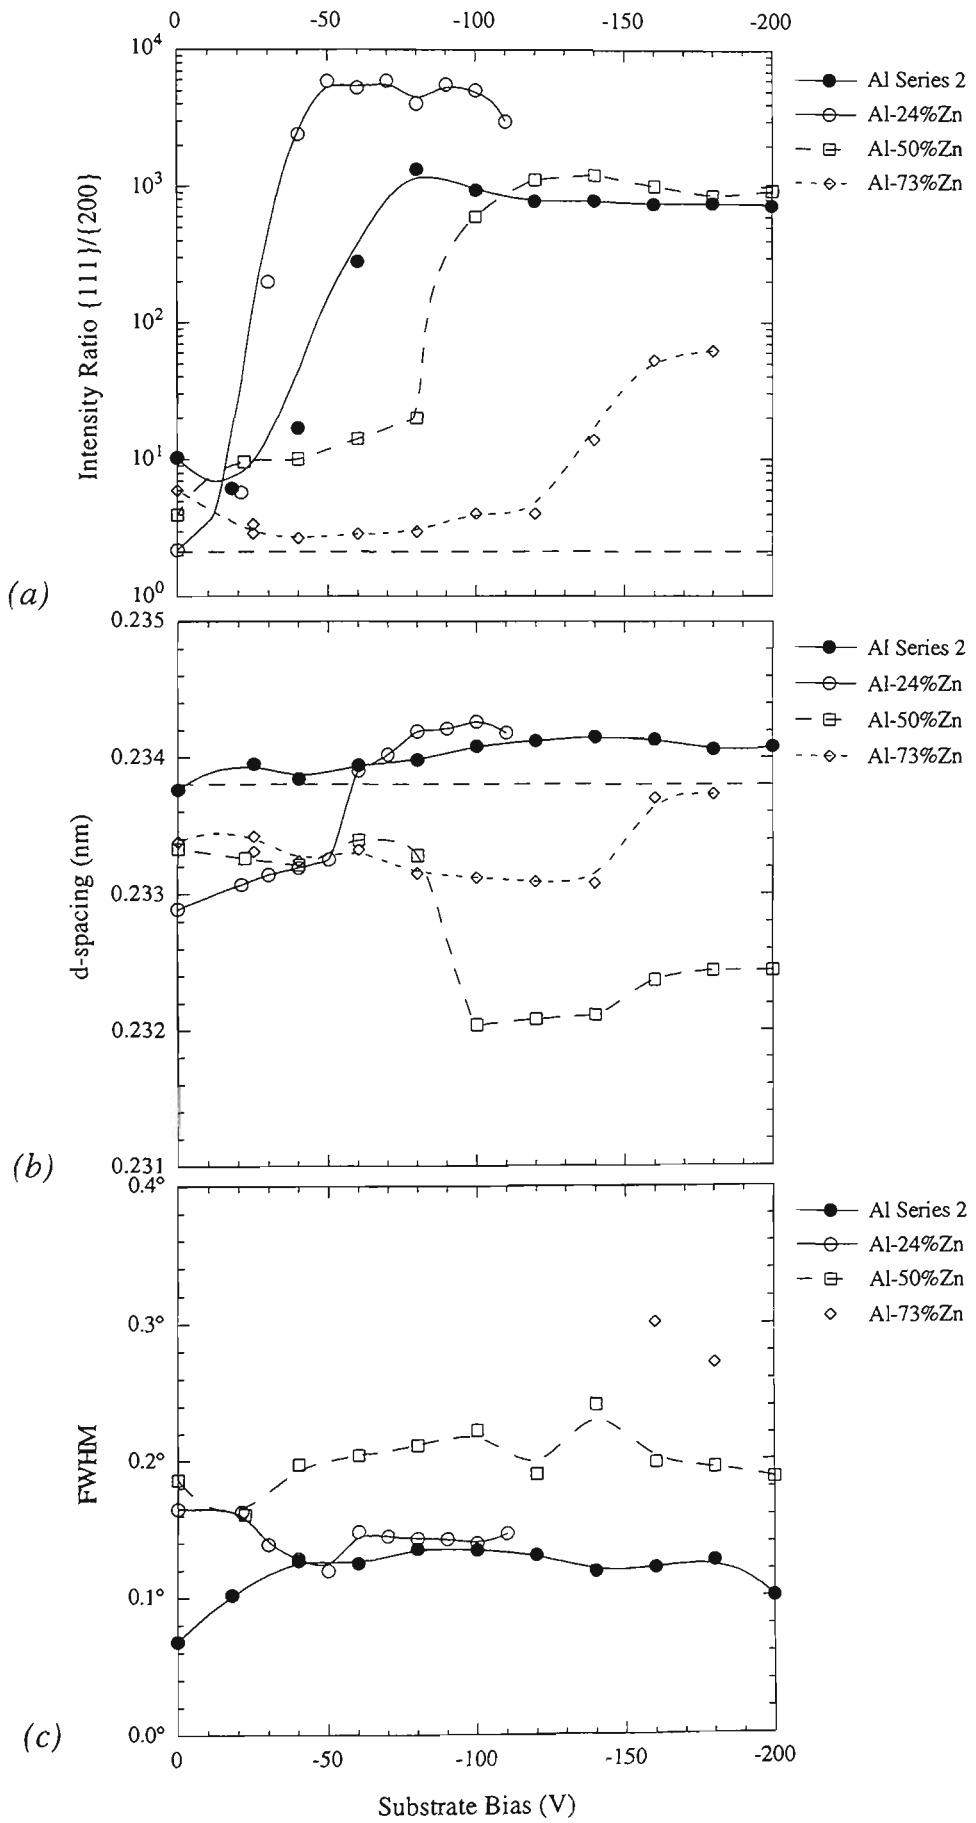 0 -50 -100 -150 -200
10^4
10^3
10^2
10^1
10^0
Intensity Ratio {111}/{200}
Al Series 2
Al-24%Zn
Al-50%Zn
Al-73%Zn
(a)
0.235
0.234
0.233
0.232
0.231
d-spacing (nm)
Al Series 2
Al-24%Zn
Al-50%Zn
Al-73%Zn
(b)
0.4°
0.3°
0.2°
0.1°
0.0°
FWHM
Al Series 2
Al-24%Zn
Al-50%Zn
Al-73%Zn
(c)
0 -50 -100 -150 -200
Substrate Bias (V)